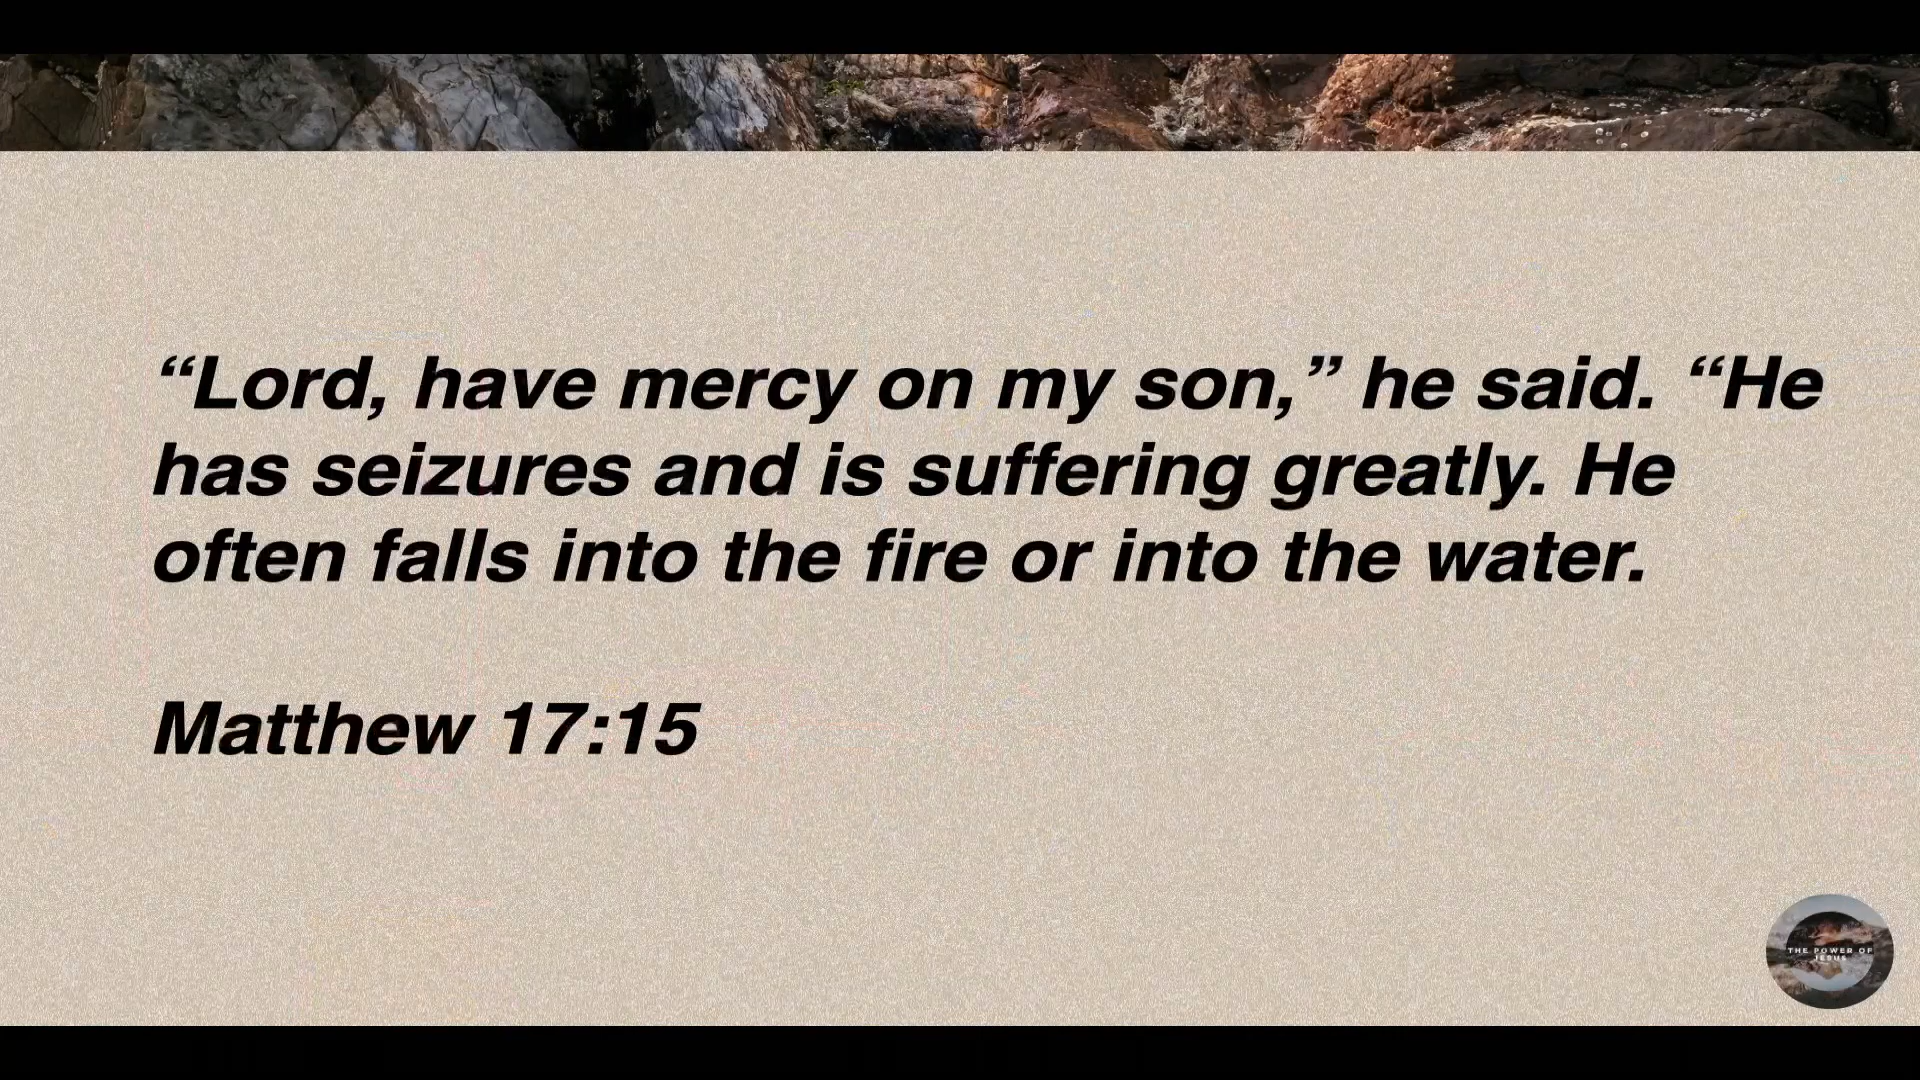 “Lord, have mercy on my son,” he said. “He
has seizures and is suffering greatly. He
often falls into the fire or into the water.
Matthew 17:15
THE POWER OF
JESUS